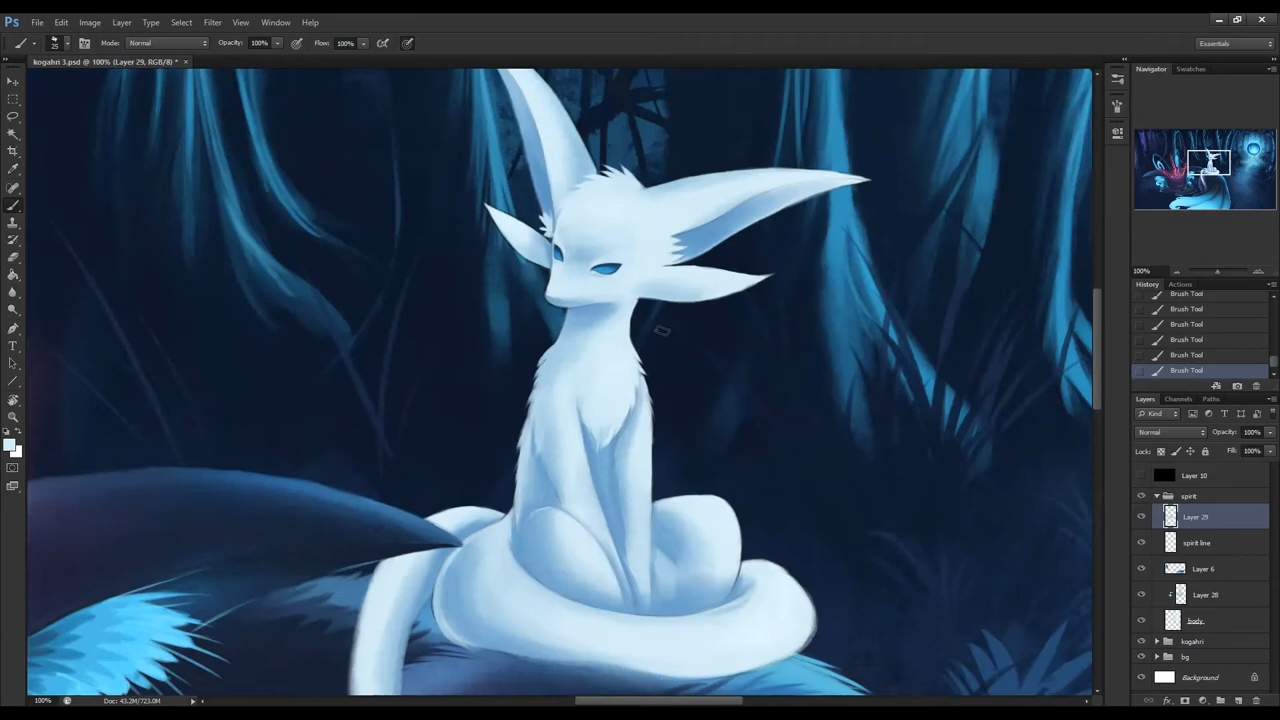 Ps File Edit Image Layer Type Select Filter View Window Help
25 Mode: Normal Opacity: 100% Flow: 100% Essentials
kogahri 3.psd @ 100% (Layer 29, RGB/8) * ×
Navigator Swatches
100%
History Actions
Brush Tool
Brush Tool
Brush Tool
Brush Tool
Brush Tool
Brush Tool
Layers Channels Paths
Kind
Normal Opacity: 100%
Lock: Fill: 100%
Layer 10
spirit
Layer 29
spirit line
Layer 6
Layer 28
body
kogahri
bg
Background
100% Doc: 43.2M/723.0M